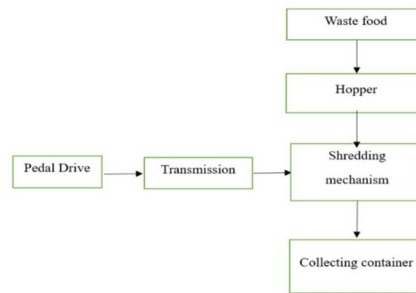 Waste food
Hopper
Pedal Drive
Transmission
Shredding
mechanism
Collecting container